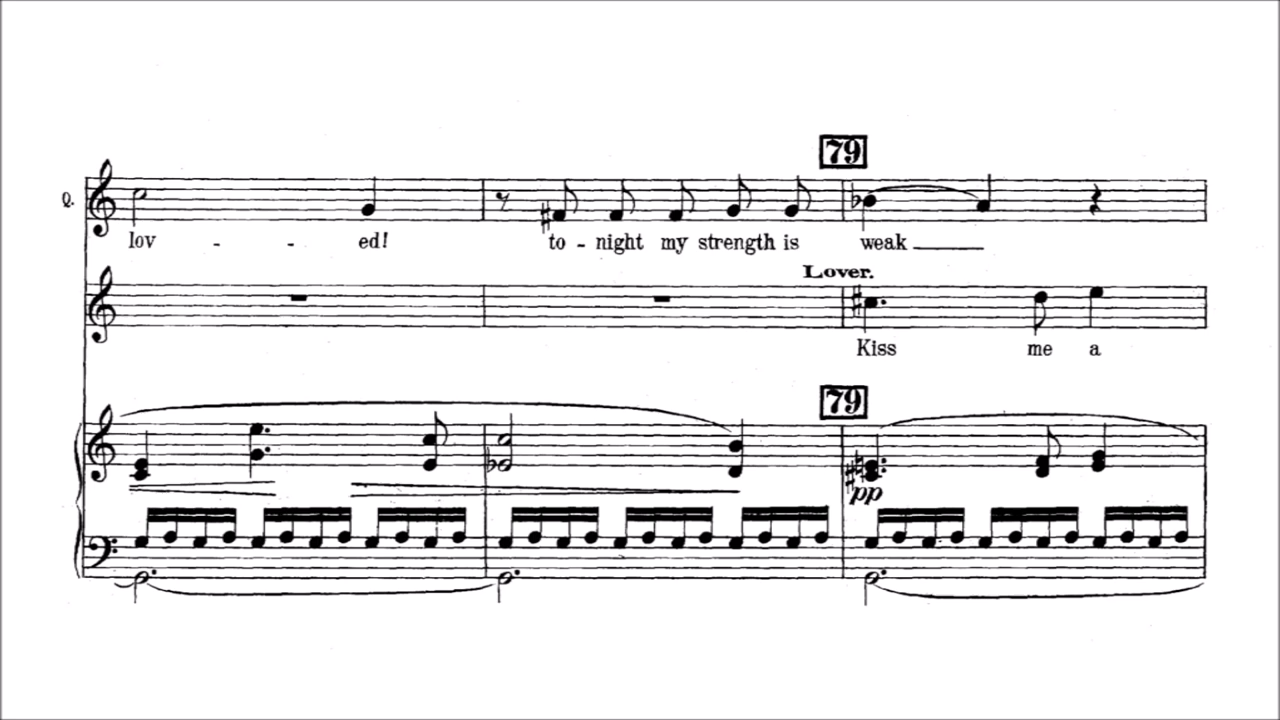 79
Q.
lov - - ed! to - night my strength is weak
Lover.
Kiss me a
79
pp